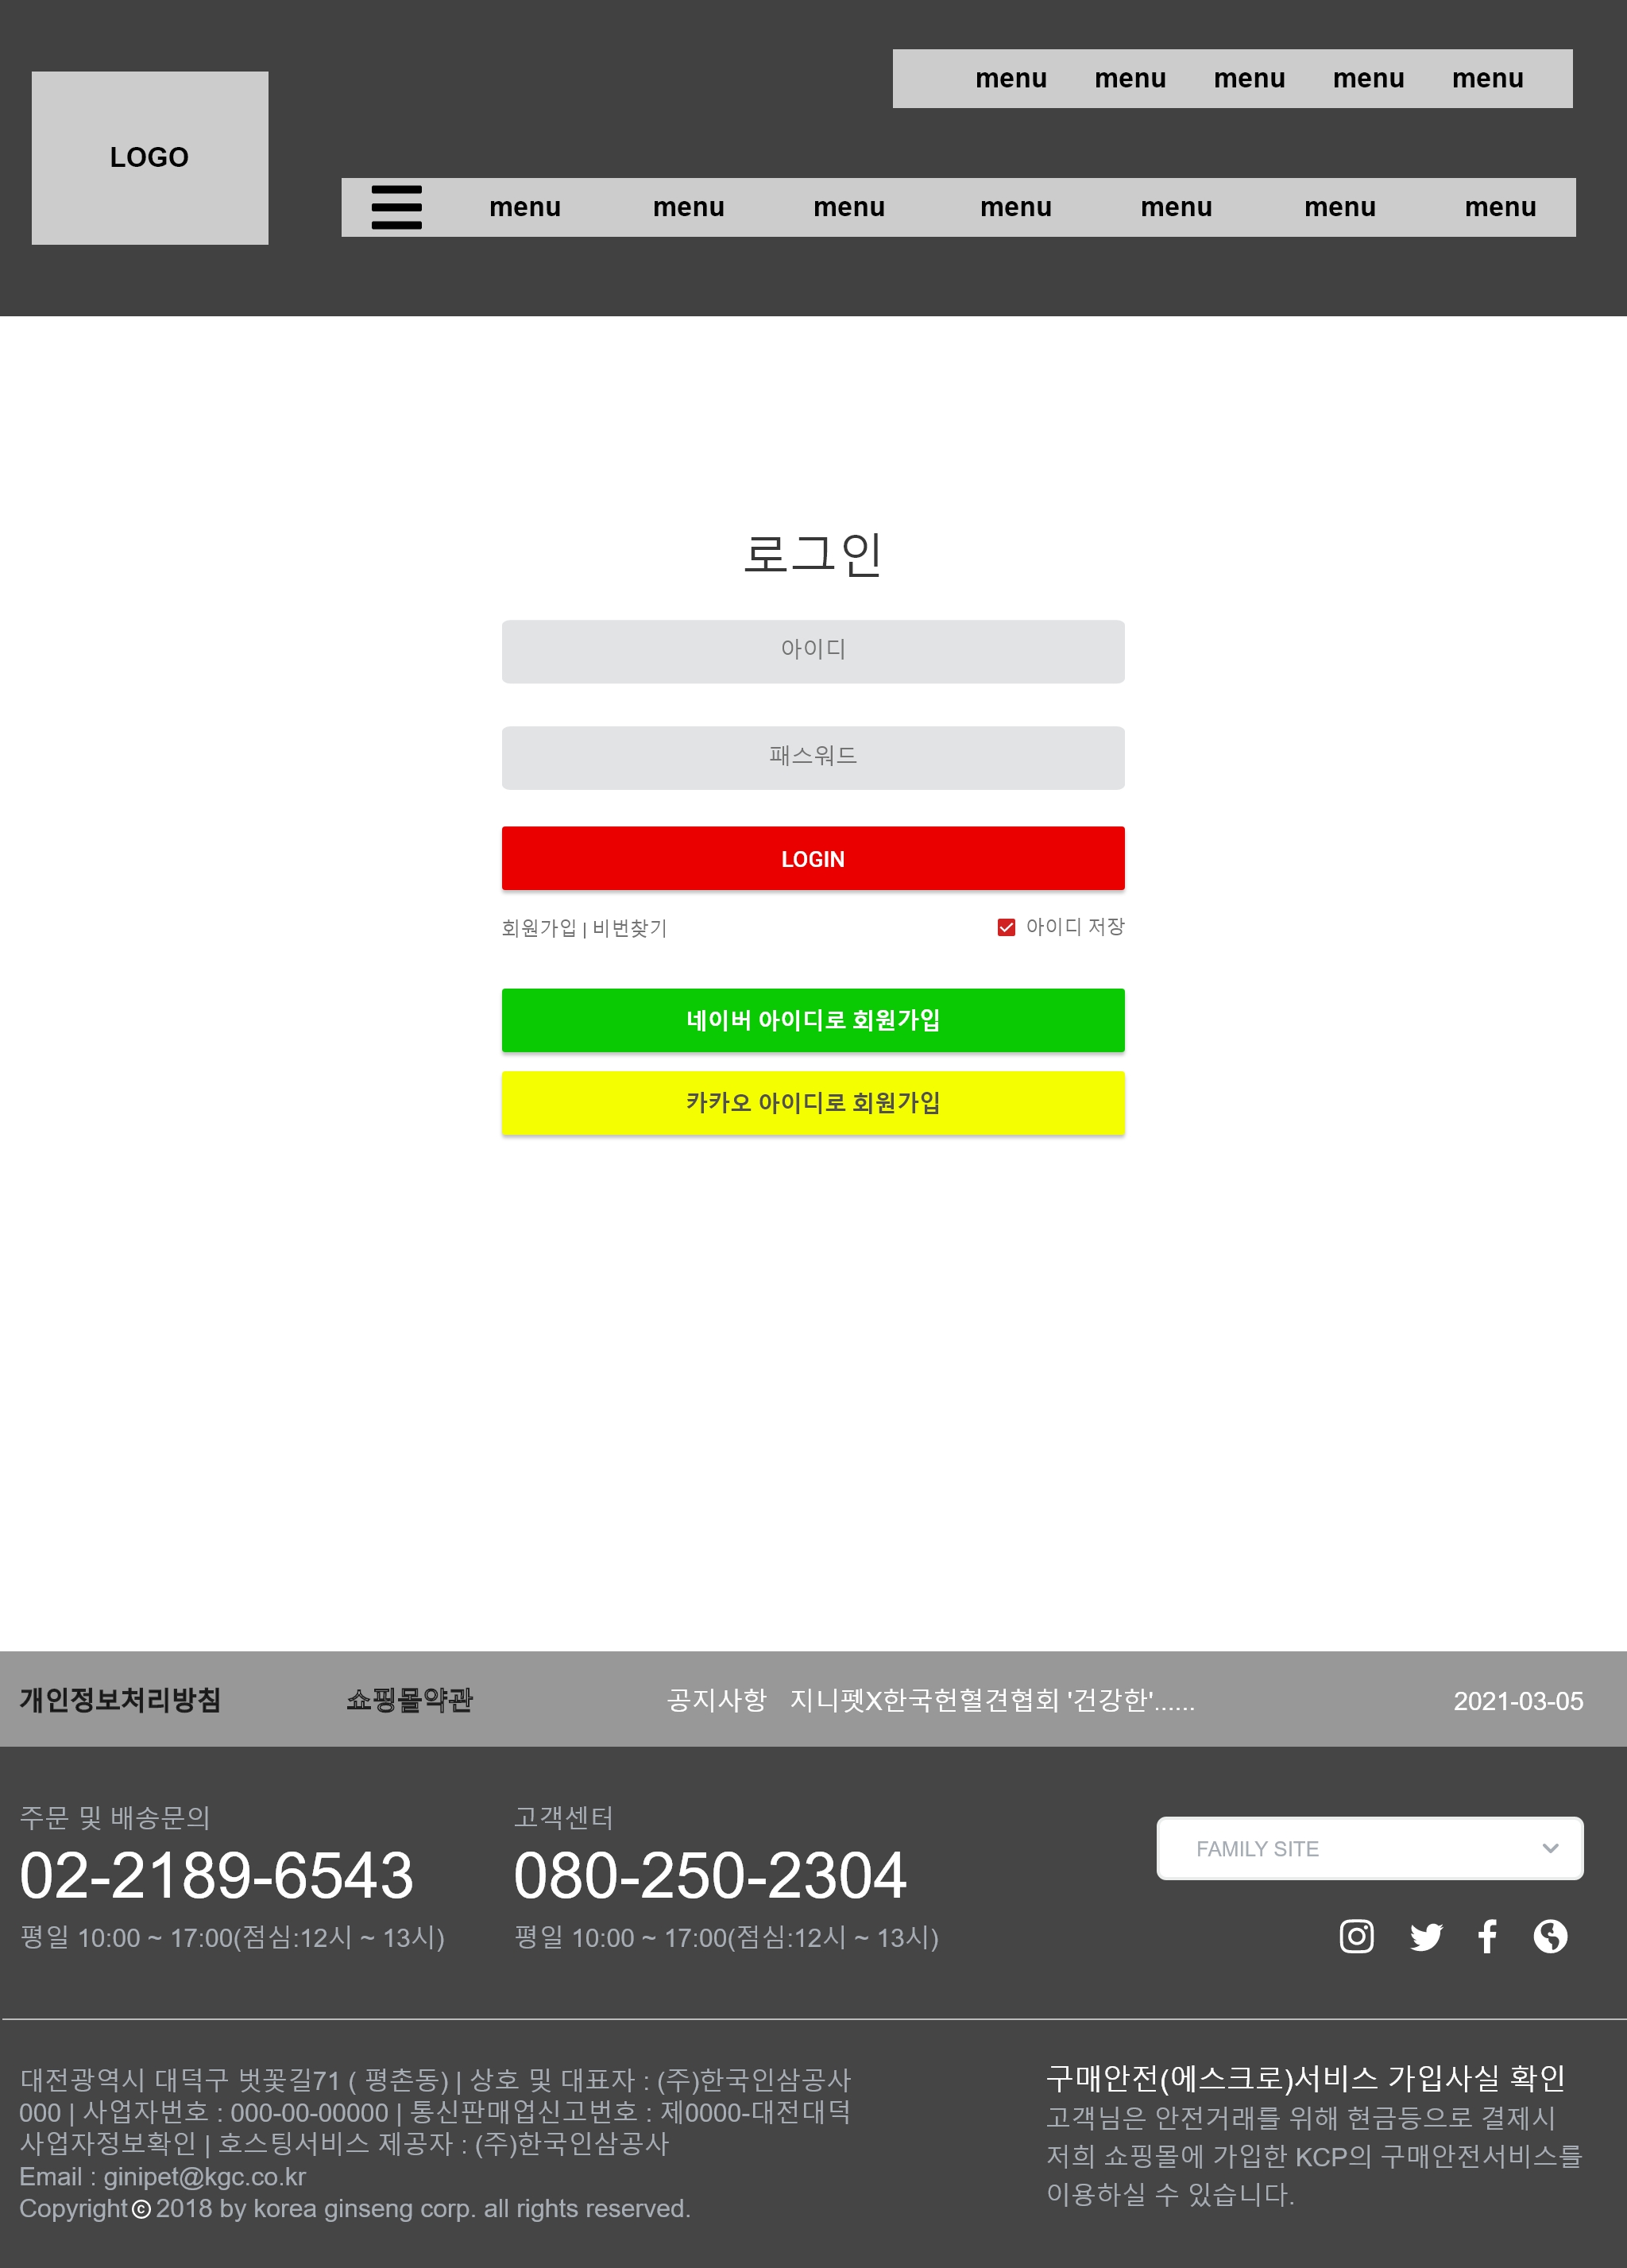 menu menu menu menu menu
LOGO
menu menu menu menu menu menu menu
로그인
아이디
패스워드
LOGIN
회원가입 | 비번찾기
아이디 저장
네이버 아이디로 회원가입
카카오 아이디로 회원가입
개인정보처리방침 쇼핑몰약관 공지사항 지니펫X한국헌혈견협회 '건강한'...... 2021-03-05
주문 및 배송문의
02-2189-6543
평일 10:00 ~ 17:00(점심:12시 ~ 13시)
고객센터
080-250-2304
평일 10:00 ~ 17:00(점심:12시 ~ 13시)
FAMILY SITE
대전광역시 대덕구 벗꽃길71 ( 평촌동) | 상호 및 대표자 : (주)한국인삼공사
000 | 사업자번호 : 000-00-00000 | 통신판매업신고번호 : 제0000-대전대덕
사업자정보확인 | 호스팅서비스 제공자 : (주)한국인삼공사
Email : ginipet@kgc.co.kr
Copyright © 2018 by korea ginseng corp. all rights reserved.
구매안전(에스크로)서비스 가입사실 확인
고객님은 안전거래를 위해 현금등으로 결제시
저희 쇼핑몰에 가입한 KCP의 구매안전서비스를
이용하실 수 있습니다.